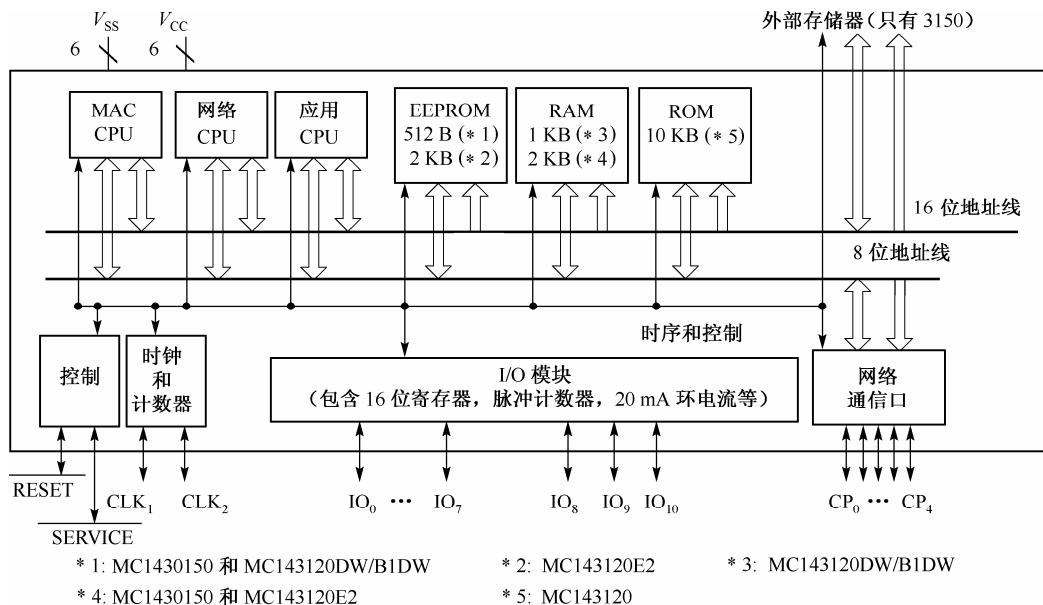 V_SS V_CC 外部存储器(只有 3150)
6 6
MAC CPU
网络 CPU
应用 CPU
EEPROM
512 B (* 1)
2 KB (* 2)
RAM
1 KB (* 3)
2 KB (* 4)
ROM
10 KB (* 5)
16 位地址线
8 位地址线
时序和控制
控制
时钟
和
计数器
I/O 模块
(包含 16 位寄存器，脉冲计数器，20 mA 环电流等)
网络
通信口
RESET
SERVICE
CLK₁ CLK₂
IO₀ ··· IO₇ IO₈ IO₉ IO₁₀
CP₀ ··· CP₄
* 1: MC1430150 和 MC143120DW/B1DW * 2: MC143120E2 * 3: MC143120DW/B1DW
* 4: MC1430150 和 MC143120E2 * 5: MC143120